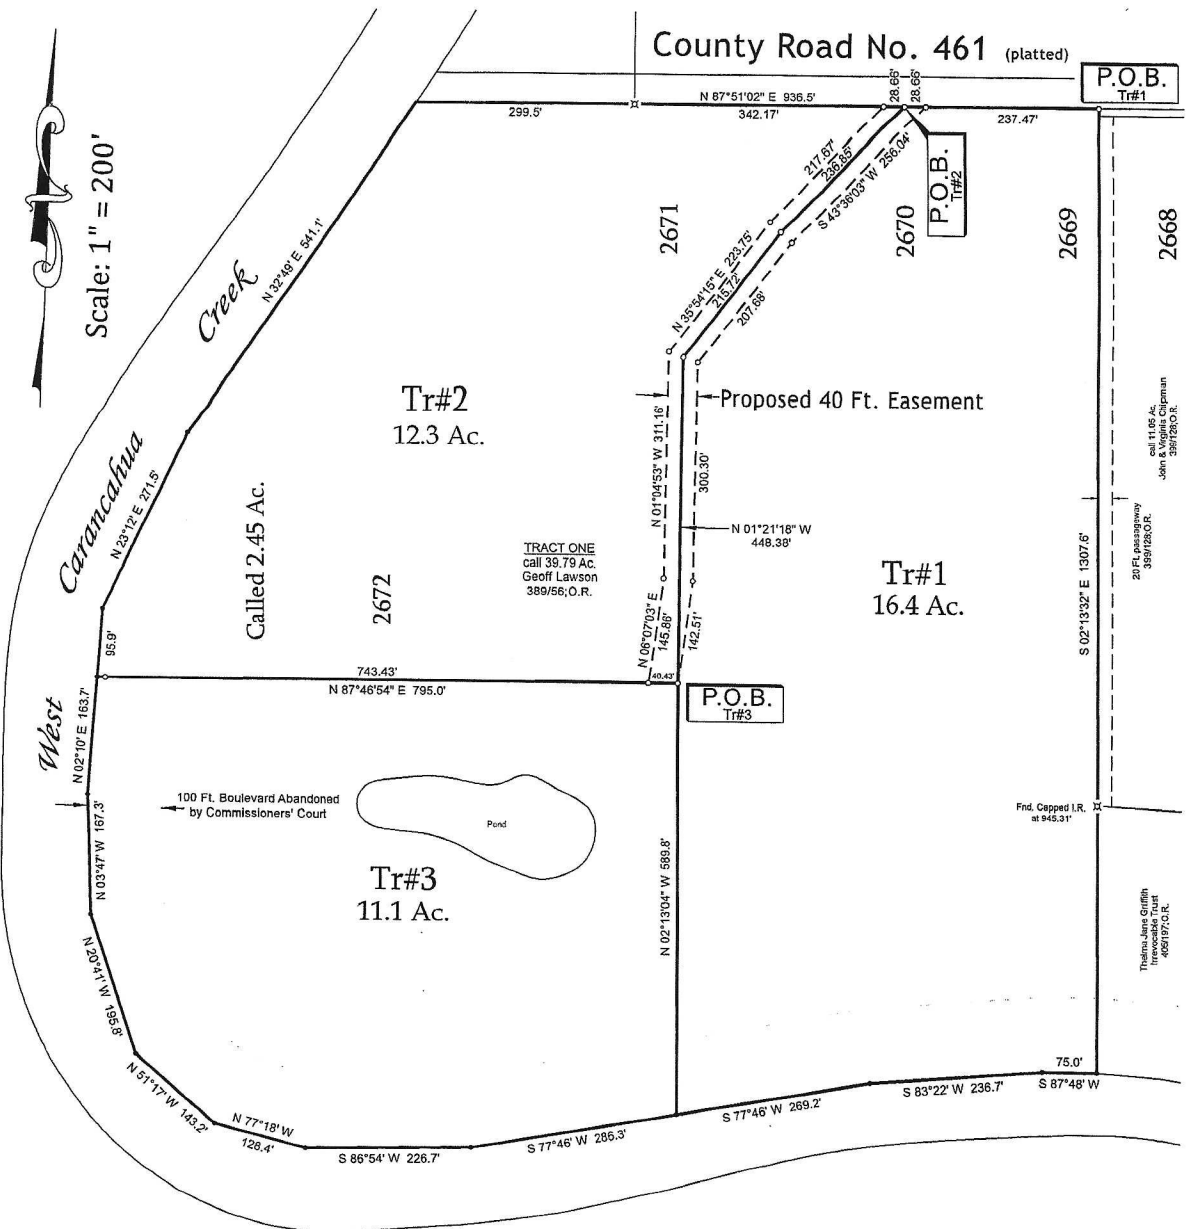 County Road No. 461 (platted)
P.O.B.
Tr#1
N 87°51'02" E 936.5'
299.5'
342.17'
28.66'
28.66'
237.47'
P.O.B.
Tr#2
Scale: 1" = 200'
217.67'
236.85'
S 43°36'03" W 256.04'
2671
2670
2669
2668
N 32°49' E 541.1'
Creek
N 35°54'15" E 223.75'
215.72'
207.68'
Tr#2
12.3 Ac.
Proposed 40 Ft. Easement
call 11.05 Ac.
John & Virginia Chipman
399/128;O.R.
Carancahua
N 23°12' E 271.5'
Called 2.45 Ac.
2672
N 01°04'53" W 311.16'
300.30'
N 01°21'18" W
448.38'
TRACT ONE
call 39.79 Ac.
Geoff Lawson
389/56;O.R.
Tr#1
16.4 Ac.
S 02°13'32" E 1307.6'
20 Ft. passageway
399/128;O.R.
95.9'
N 06°07'03" E
145.86'
142.51'
743.43'
N 87°46'54" E 795.0'
40.43'
P.O.B.
Tr#3
West
N 02°10' E 163.7'
100 Ft. Boulevard Abandoned
by Commissioners' Court
Pond
Fnd. Capped I.R.
at 945.31'
N 03°47' W 167.3'
Tr#3
11.1 Ac.
N 02°13'04" W 589.8'
Thelma Jane Griffith
Irrevocable Trust
405/197;O.R.
N 20°41' W 195.8'
N 51°17' W 143.2'
N 77°18' W
126.4'
S 86°54' W 226.7'
S 77°46' W 286.3'
S 77°46' W 269.2'
S 83°22' W 236.7'
75.0'
S 87°48' W